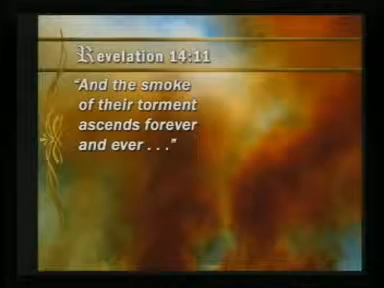 Revelation 14:11
“And the smoke
of their torment
ascends forever
and ever . . .”